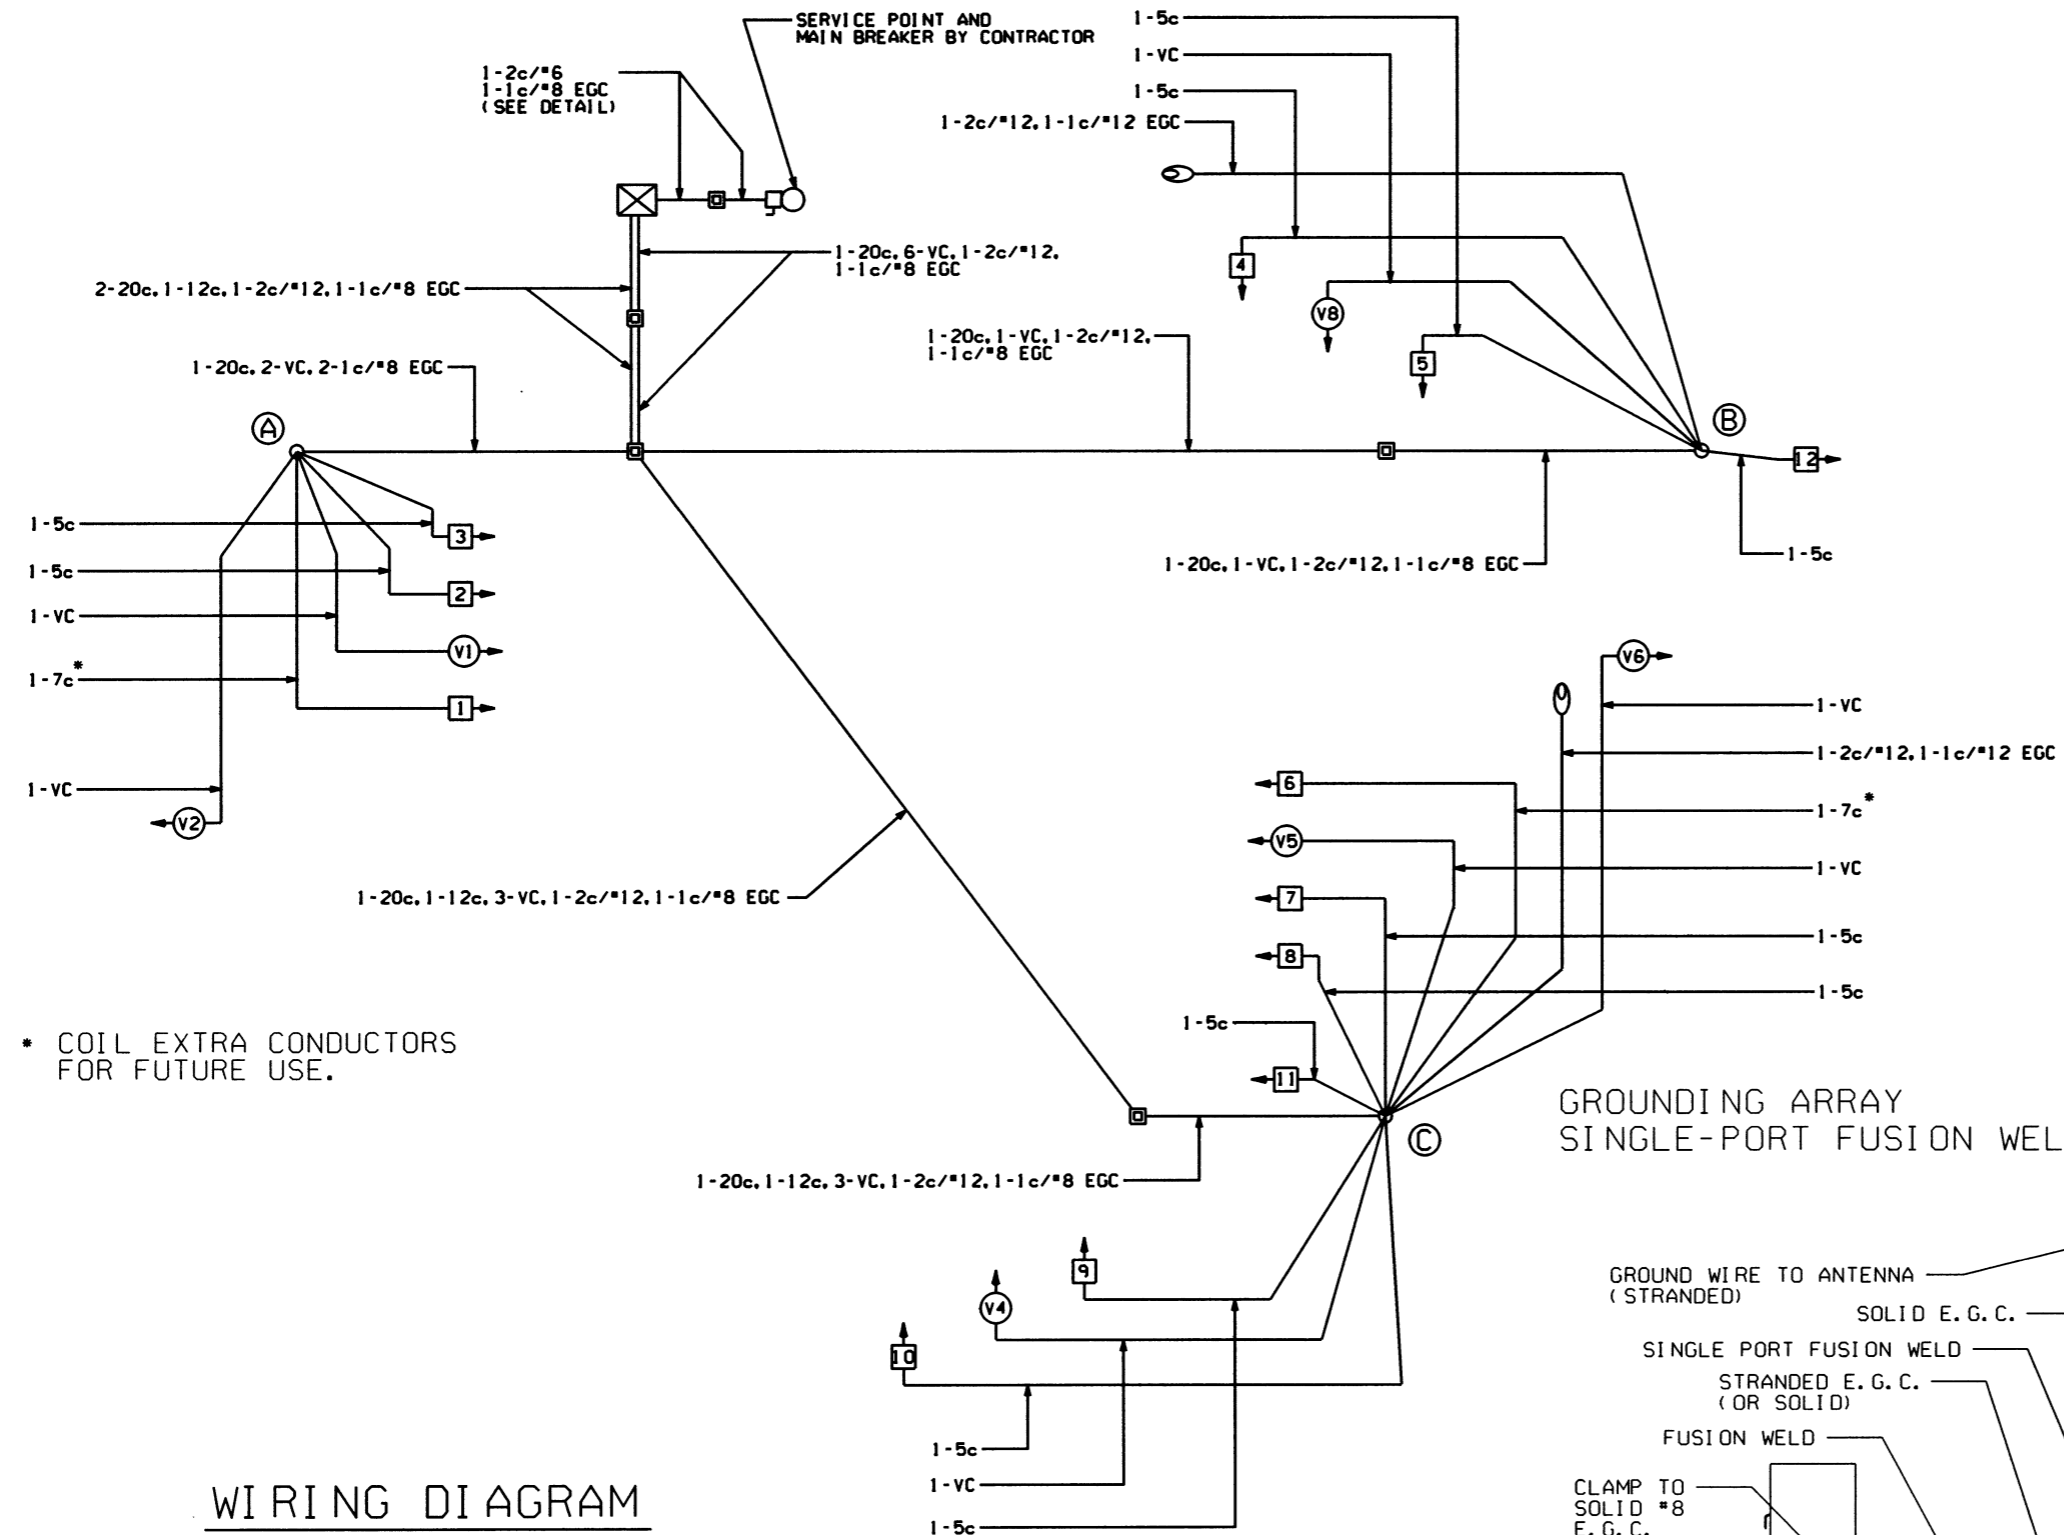 SERVICE POINT AND
MAIN BREAKER BY CONTRACTOR
1-5c
1-VC
1-5c
1-2c/#12,1-1c/#12 EGC
1-2c/#6
1-1c/#8 EGC
(SEE DETAIL)
1-20c,6-VC,1-2c/#12,
1-1c/#8 EGC
2-20c,1-12c,1-2c/#12,1-1c/#8 EGC
4
V8
5
1-20c,1-VC,1-2c/#12,
1-1c/#8 EGC
1-20c,2-VC,2-1c/#8 EGC
A
B
12
1-5c
3
1-5c
2
1-VC
V1
1-7c*
1
1-VC
V2
1-20c,1-VC,1-2c/#12,1-1c/#8 EGC
1-5c
V6
1-VC
1-2c/#12,1-1c/#12 EGC
6
1-7c*
V5
1-VC
7
1-5c
8
1-5c
1-5c
11
1-20c,1-12c,3-VC,1-2c/#12,1-1c/#8 EGC
* COIL EXTRA CONDUCTORS
FOR FUTURE USE.
C
1-20c,1-12c,3-VC,1-2c/#12,1-1c/#8 EGC
GROUNDING ARRAY
SINGLE-PORT FUSION WEL
9
V4
10
1-5c
1-VC
1-5c
GROUND WIRE TO ANTENNA
(STRANDED)
SOLID E.G.C.
SINGLE PORT FUSION WELD
STRANDED E.G.C.
(OR SOLID)
FUSION WELD
CLAMP TO
SOLID #8
E.G.C.
WIRING DIAGRAM